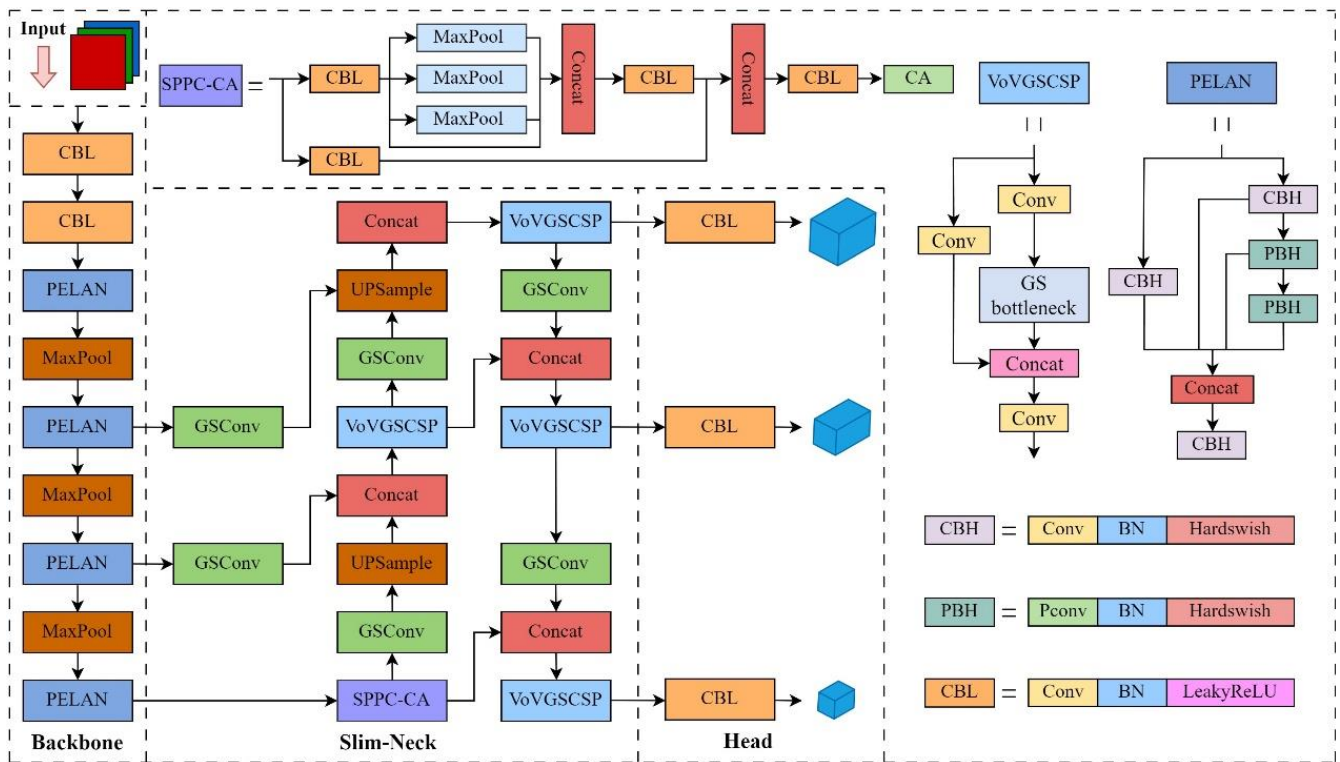 Input
SPPC-CA
=
CBL
MaxPool
MaxPool
MaxPool
Concat
CBL
Concat
CBL
CA
CBL
VoVGSCSP
PELAN
Conv
Conv
GS
bottleneck
Concat
Conv
CBH
PBH
CBH
PBH
Concat
CBH
CBL
CBL
PELAN
MaxPool
PELAN
MaxPool
PELAN
MaxPool
PELAN
Backbone
GSConv
GSConv
Concat
UPSample
GSConv
VoVGSCSP
Concat
UPSample
GSConv
SPPC-CA
VoVGSCSP
GSConv
Concat
VoVGSCSP
GSConv
Concat
VoVGSCSP
Slim-Neck
CBL
CBL
CBL
Head
CBH = Conv BN Hardswish
PBH = Pconv BN Hardswish
CBL = Conv BN LeakyReLU